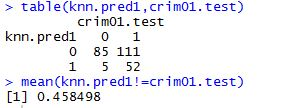 > table(knn.pred1,crim01.test)
crim01.test
knn.pred1 0 1
0 85 111
1 5 52
> mean(knn.pred1!=crim01.test)
[1] 0.458498